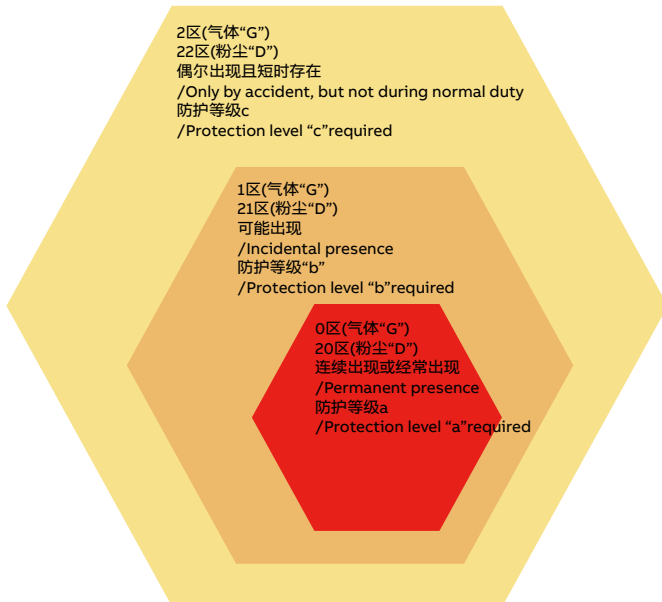 2区(气体“G”)
22区(粉尘“D”)
偶尔出现且短时存在
/Only by accident, but not during normal duty
防护等级c
/Protection level “c”required
1区(气体“G”)
21区(粉尘“D”)
可能出现
/Incidental presence
防护等级“b”
/Protection level “b”required
0区(气体“G”)
20区(粉尘“D”)
连续出现或经常出现
/Permanent presence
防护等级a
/Protection level “a”required